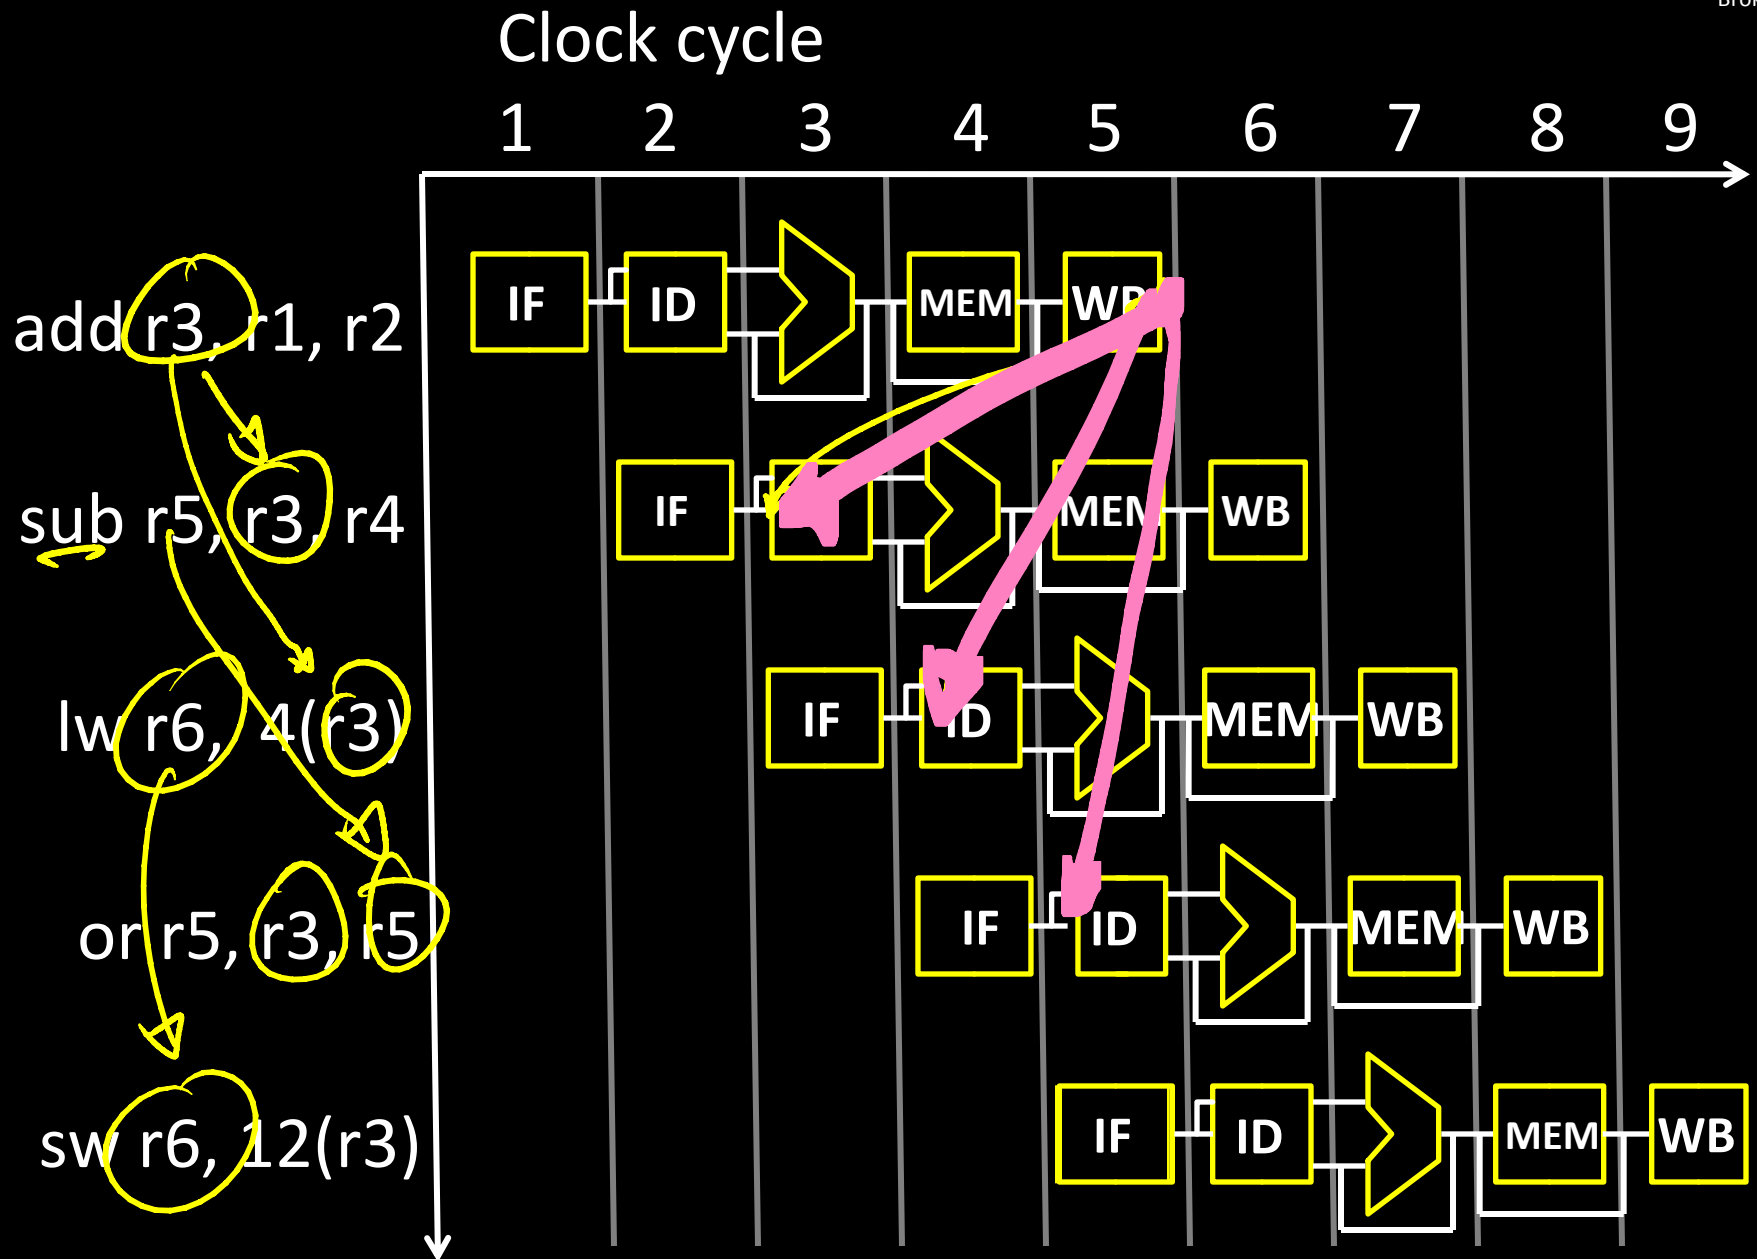 Clock cycle
1 2 3 4 5 6 7 8 9
add r3, r1, r2 IF ID MEM WB
sub r5, r3, r4 IF MEM WB
lw r6, 4(r3) IF ID MEM WB
or r5, r3, r5 IF ID MEM WB
sw r6, 12(r3) IF ID MEM WB